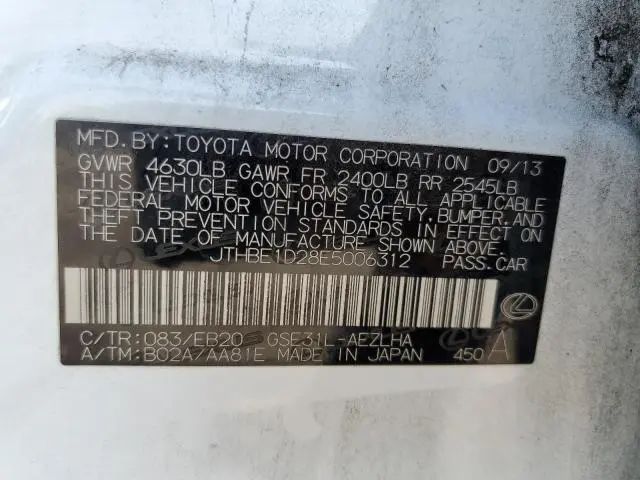 MFD.BY:TOYOTA MOTOR CORPORATION 09/13
GVWR 4630LB GAWR FR 2400LB RR 2545LB
THIS VEHICLE CONFORMS TO ALL APPLICABLE
FEDERAL MOTOR VEHICLE SAFETY,BUMPER,AND
THEFT PREVENTION STANDARDS IN EFFECT ON
THE DATE OF MANUFACTURE SHOWN ABOVE.
JTHBE1D28E5006312 PASS.CAR
C/TR:083/EB20 GSE31L-AEZLHA
A/TM:B02A/AA81E MADE IN JAPAN 450 A